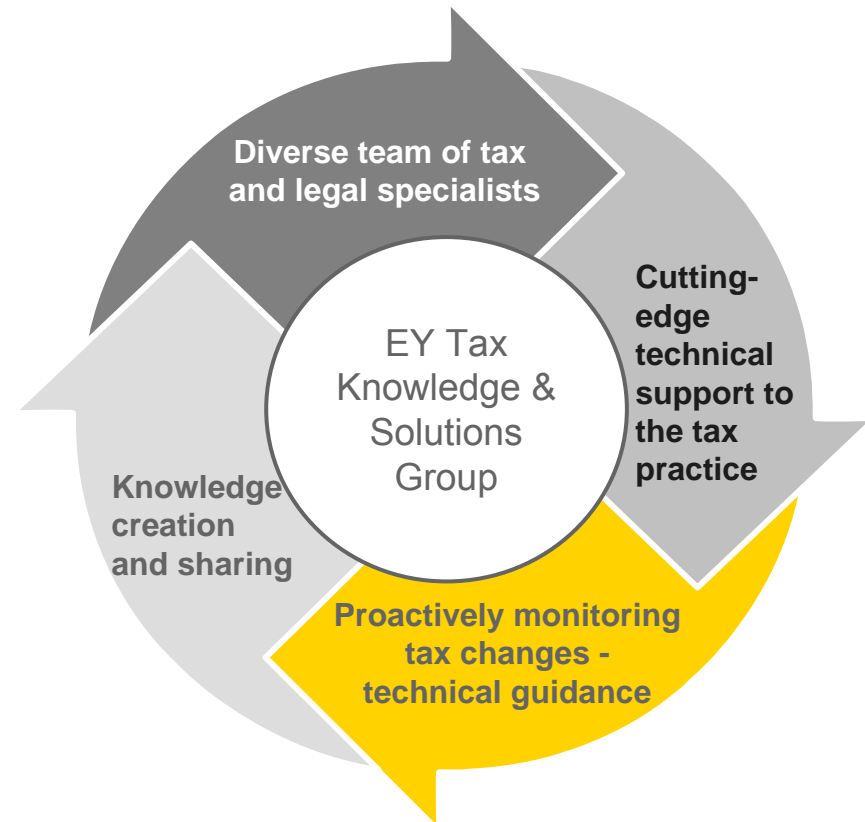 Diverse team of tax
and legal specialists
Cutting-
edge
technical
support to
the tax
practice
EY Tax
Knowledge &
Solutions
Group
Knowledge
creation
and sharing
Proactively monitoring
tax changes -
technical guidance